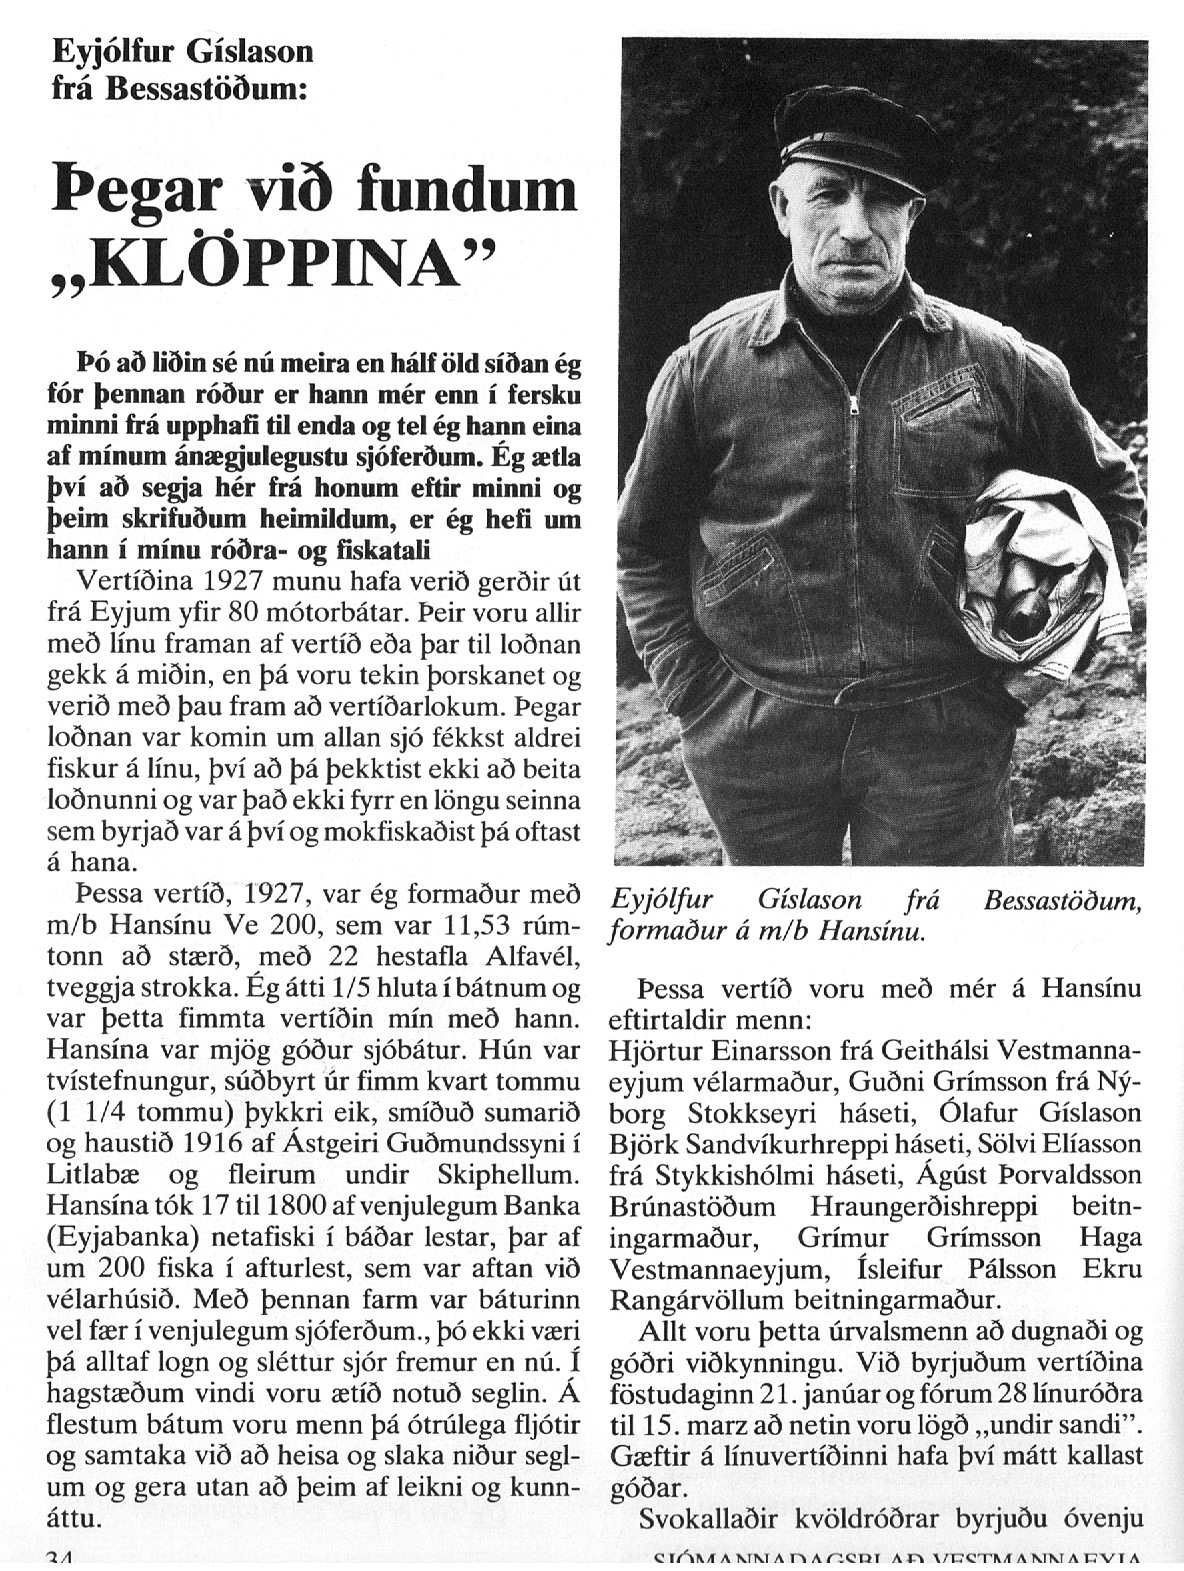 Eyjólfur Gíslason
frá Bessastöðum:
Þegar við fundum
„KLÖPPINA”
Þó að liðin sé nú meira en hálf öld síðan ég
fór þennan róður er hann mér enn í fersku
minni frá upphafi til enda og tel ég hann eina
af mínum ánægjulegustu sjóferðum. Ég ætla
því að segja hér frá honum eftir minni og
þeim skrifuðum heimildum, er ég hefi um
hann í mínu róðra- og fiskatali
Vertíðina 1927 munu hafa verið gerðir út
frá Eyjum yfir 80 mótorbátar. Þeir voru allir
með línu framan af vertíð eða þar til loðnan
gekk á miðin, en þá voru tekin þorskanet og
verið með þau fram að vertíðarlokum. Þegar
loðnan var komin um allan sjó fékkst aldrei
fiskur á línu, því að þá þekktist ekki að beita
loðnunni og var það ekki fyrr en löngu seinna
sem byrjað var á því og mokfiskaðist þá oftast
á hana.
Þessa vertíð, 1927, var ég formaður með
m/b Hansínu Ve 200, sem var 11,53 rúm-
tonn að stærð, með 22 hestafla Alfavél,
tveggja strokka. Ég átti 1/5 hluta í bátnum og
var þetta fimmta vertíðin mín með hann.
Hansína var mjög góður sjóbátur. Hún var
tvístefnungur, súðbyrt úr fimm kvart tommu
(1 1/4 tommu) þykkri eik, smíðuð sumarið
og haustið 1916 af Ástgeiri Guðmundssyni í
Litlabæ og fleirum undir Skiphellum.
Hansína tók 17 til 1800 af venjulegum Banka
(Eyjabanka) netafiski í báðar lestar, þar af
um 200 fiska í afturlest, sem var aftan við
vélarhúsið. Með þennan farm var báturinn
vel fær í venjulegum sjóferðum., þó ekki væri
þá alltaf logn og sléttur sjór fremur en nú. Í
hagstæðum vindi voru ætíð notuð seglin. Á
flestum bátum voru menn þá ótrúlega fljótir
og samtaka við að heisa og slaka niður segl-
um og gera utan að þeim af leikni og kunn-
áttu.
34
Eyjólfur Gíslason frá Bessastöðum,
formaður á m/b Hansínu.
Þessa vertíð voru með mér á Hansínu
eftirtaldir menn:
Hjörtur Einarsson frá Geithálsi Vestmanna-
eyjum vélarmaður, Guðni Grímsson frá Ný-
borg Stokkseyri háseti, Ólafur Gíslason
Björk Sandvíkurhreppi háseti, Sölvi Elíasson
frá Stykkishólmi háseti, Ágúst Þorvaldsson
Brúnastöðum Hraungerðishreppi beitn-
ingarmaður, Grímur Grímsson Haga
Vestmannaeyjum, Ísleifur Pálsson Ekru
Rangárvöllum beitningarmaður.
Allt voru þetta úrvalsmenn að dugnaði og
góðri viðkynningu. Við byrjuðum vertíðina
föstudaginn 21. janúar og fórum 28 línuróðra
til 15. marz að netin voru lögð „undir sandi”.
Gæftir á línuvertíðinni hafa því mátt kallast
góðar.
Svokallaðir kvöldróðrar byrjuðu óvenju
SJÓMANNADAGSBLAÐ VESTMANNAEYJA